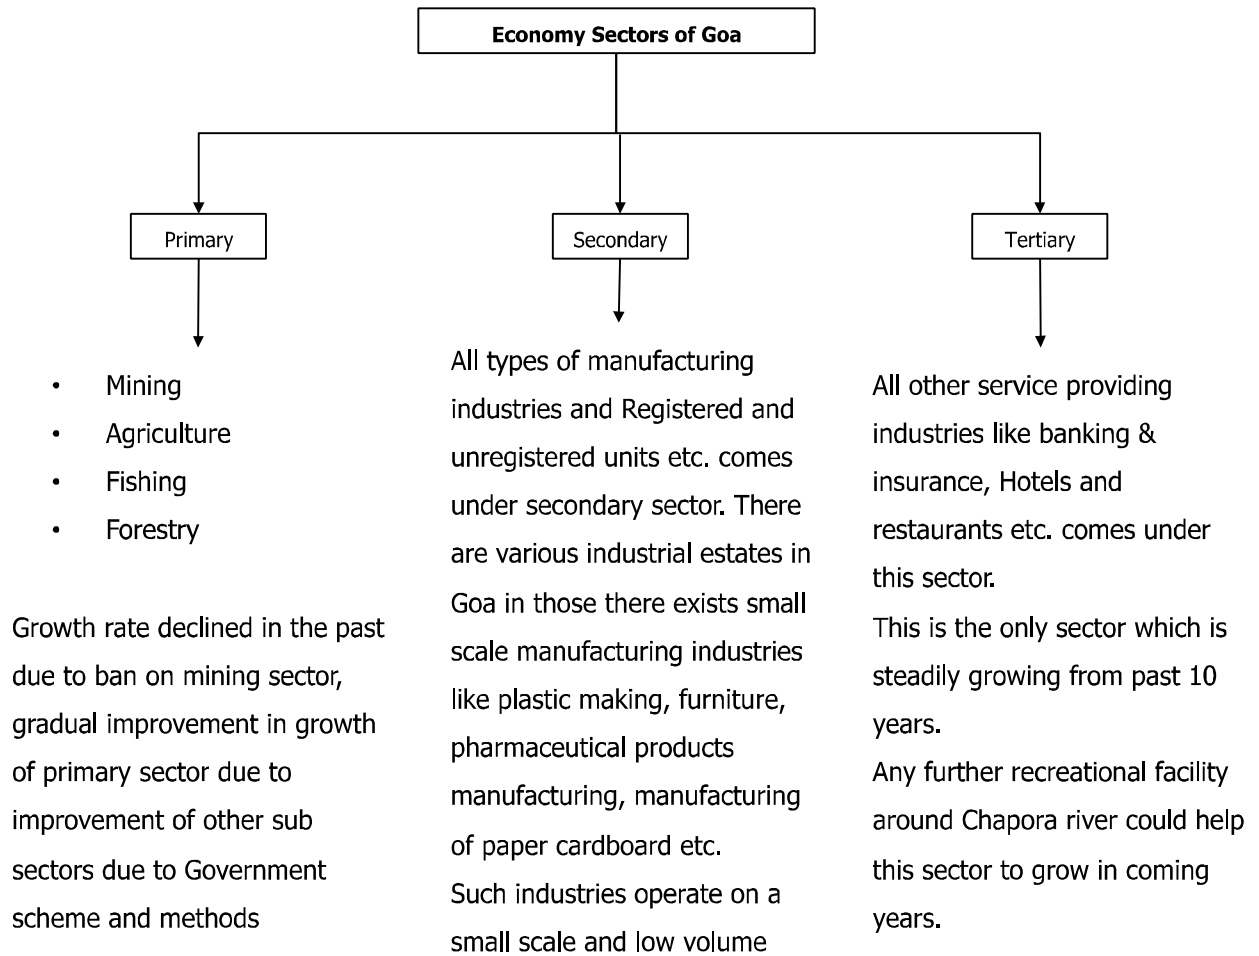 Economy Sectors of Goa
Primary
Secondary
Tertiary
• Mining
• Agriculture
• Fishing
• Forestry
Growth rate declined in the past
due to ban on mining sector,
gradual improvement in growth
of primary sector due to
improvement of other sub
sectors due to Government
scheme and methods
All types of manufacturing
industries and Registered and
unregistered units etc. comes
under secondary sector. There
are various industrial estates in
Goa in those there exists small
scale manufacturing industries
like plastic making, furniture,
pharmaceutical products
manufacturing, manufacturing
of paper cardboard etc.
Such industries operate on a
small scale and low volume
All other service providing
industries like banking &
insurance, Hotels and
restaurants etc. comes under
this sector.
This is the only sector which is
steadily growing from past 10
years.
Any further recreational facility
around Chapora river could help
this sector to grow in coming
years.